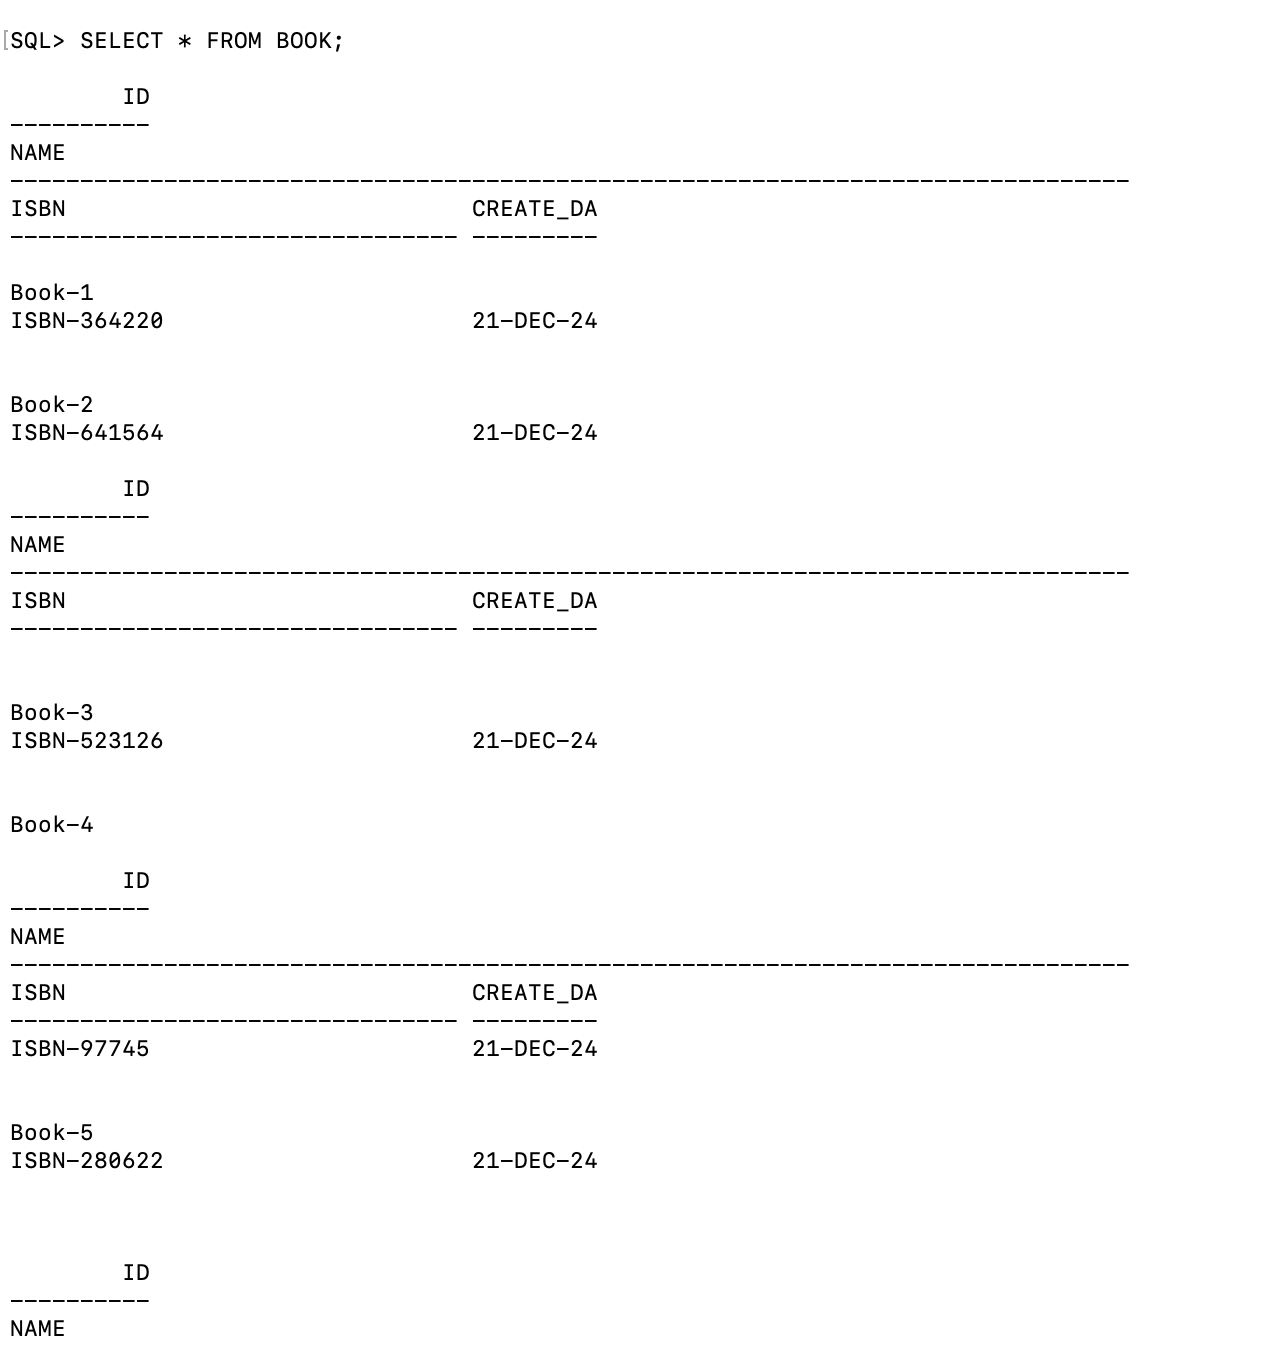 [SQL> SELECT * FROM BOOK;
ID
----------
NAME
--------------------------------------------------------------------------------
ISBN CREATE_DA
-------------------------------- ---------
Book-1
ISBN-364220 21-DEC-24
Book-2
ISBN-641564 21-DEC-24
ID
----------
NAME
--------------------------------------------------------------------------------
ISBN CREATE_DA
-------------------------------- ---------
Book-3
ISBN-523126 21-DEC-24
Book-4
ID
----------
NAME
--------------------------------------------------------------------------------
ISBN CREATE_DA
-------------------------------- ---------
ISBN-97745 21-DEC-24
Book-5
ISBN-280622 21-DEC-24
ID
----------
NAME